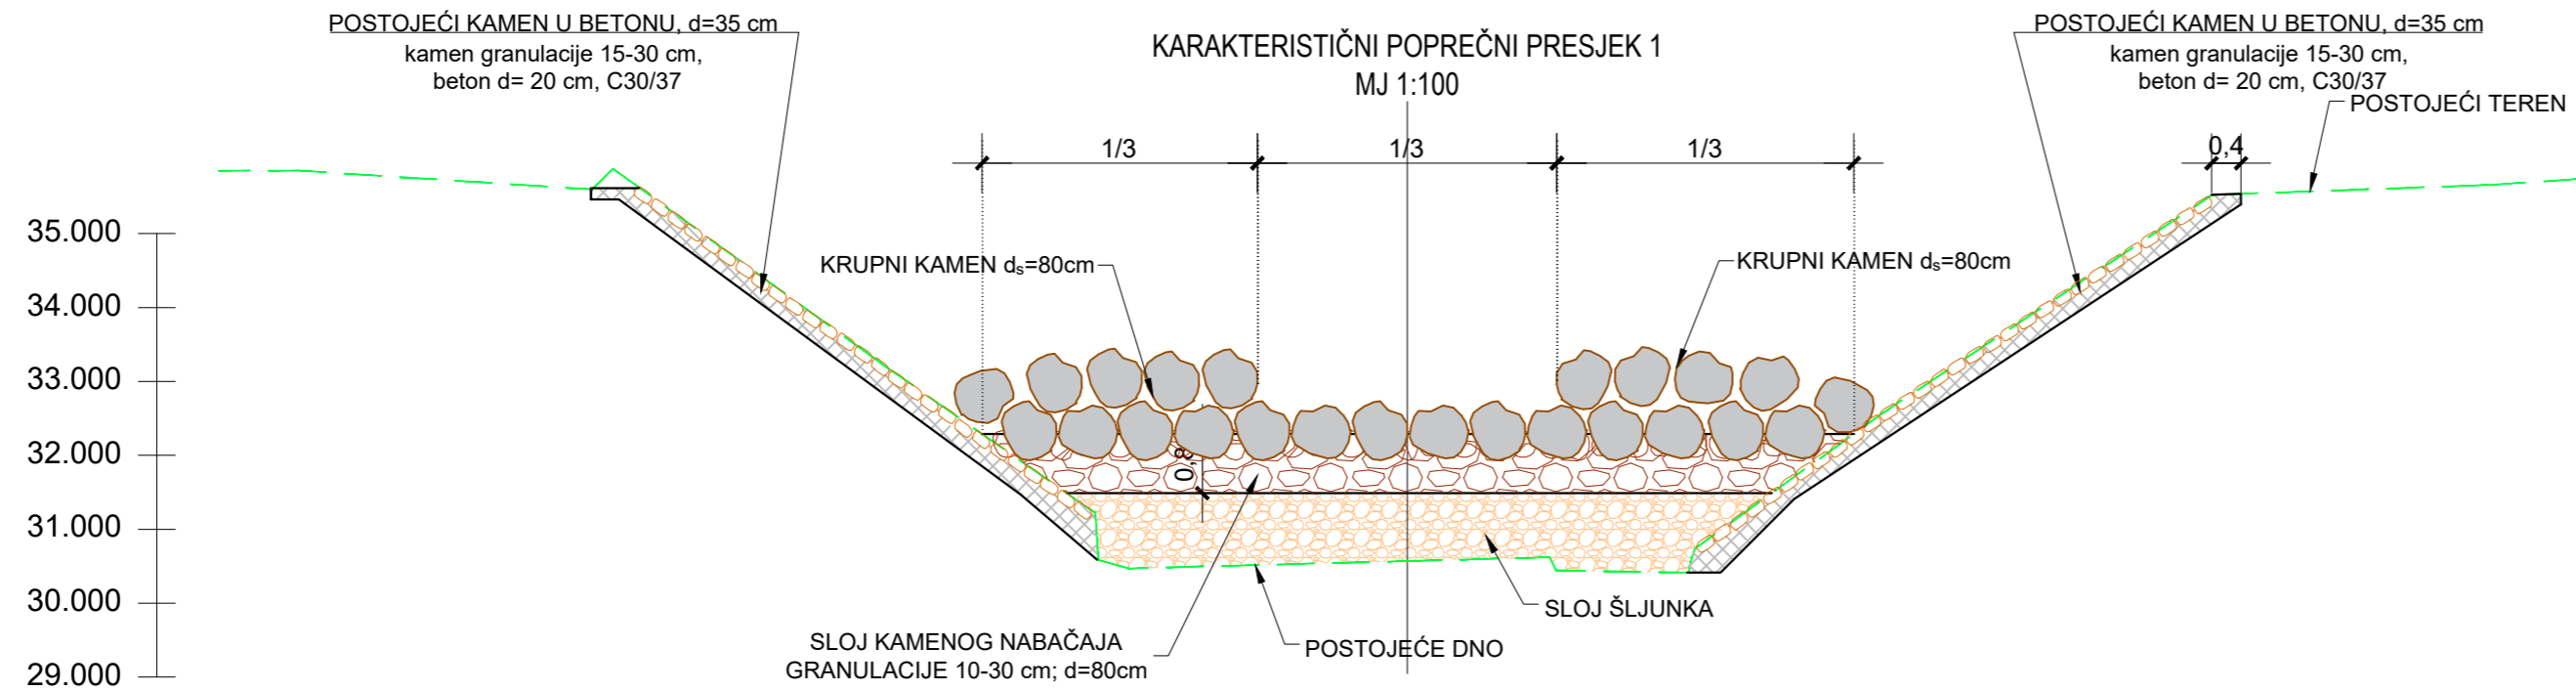 POSTOJEĆI KAMEN U BETONU, d=35 cm
kamen granulacije 15-30 cm,
beton d= 20 cm, C30/37
KARAKTERISTIČNI POPREČNI PRESJEK 1
MJ 1:100
POSTOJEĆI KAMEN U BETONU, d=35 cm
kamen granulacije 15-30 cm,
beton d= 20 cm, C30/37
POSTOJEĆI TEREN
1/3
1/3
1/3
0,4
35.000
34.000
33.000
32.000
31.000
30.000
29.000
KRUPNI KAMEN dₛ=80cm
KRUPNI KAMEN dₛ=80cm
0,8
SLOJ ŠLJUNKA
SLOJ KAMENOG NABAČAJA
GRANULACIJE 10-30 cm; d=80cm
POSTOJEĆE DNO